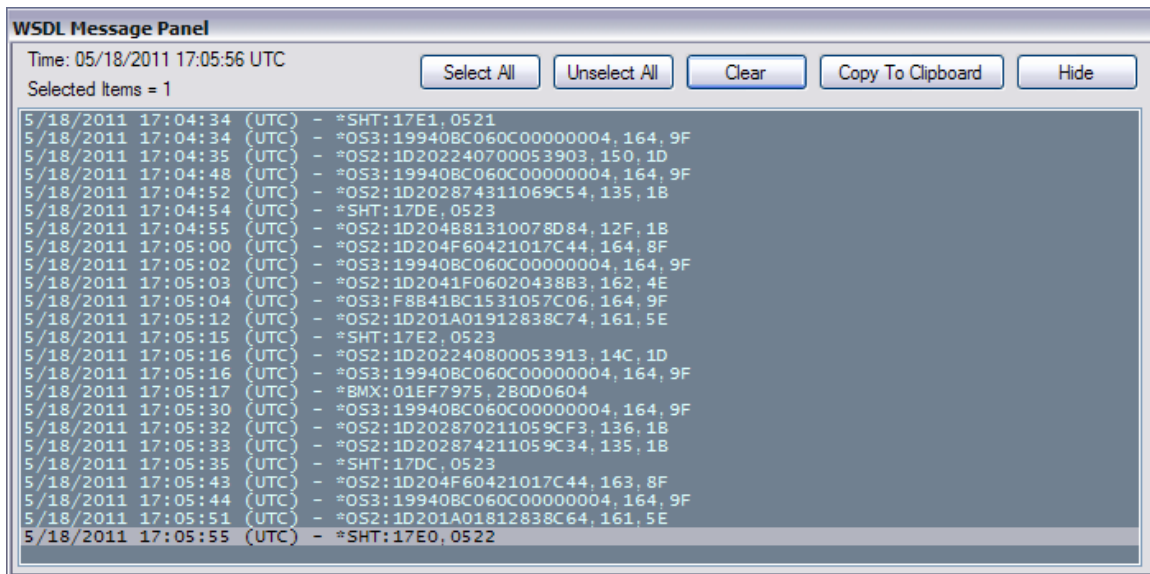 WSDL Message Panel
Time: 05/18/2011 17:05:56 UTC
Select All Unselect All Clear Copy To Clipboard Hide
Selected Items = 1
5/18/2011 17:04:34 (UTC) - *SHT:17E1,0521
5/18/2011 17:04:34 (UTC) - *OS3:19940BC060C00000004,164,9F
5/18/2011 17:04:35 (UTC) - *OS2:1D202240700053903,150,1D
5/18/2011 17:04:48 (UTC) - *OS3:19940BC060C00000004,164,9F
5/18/2011 17:04:52 (UTC) - *OS2:1D202874311069C54,135,1B
5/18/2011 17:04:54 (UTC) - *SHT:17DE,0523
5/18/2011 17:04:55 (UTC) - *OS2:1D204B81310078D84,12F,1B
5/18/2011 17:05:00 (UTC) - *OS2:1D204F60421017C44,164,8F
5/18/2011 17:05:02 (UTC) - *OS3:19940BC060C00000004,164,9F
5/18/2011 17:05:03 (UTC) - *OS2:1D2041F06020438B3,162,4E
5/18/2011 17:05:04 (UTC) - *OS3:F8B41BC1531057C06,164,9F
5/18/2011 17:05:12 (UTC) - *OS2:1D201A01912838C74,161,5E
5/18/2011 17:05:15 (UTC) - *SHT:17E2,0523
5/18/2011 17:05:16 (UTC) - *OS2:1D202240800053913,14C,1D
5/18/2011 17:05:16 (UTC) - *OS3:19940BC060C00000004,164,9F
5/18/2011 17:05:17 (UTC) - *BMX:01EF7975,2B0D0604
5/18/2011 17:05:30 (UTC) - *OS3:19940BC060C00000004,164,9F
5/18/2011 17:05:32 (UTC) - *OS2:1D202870211059CF3,136,1B
5/18/2011 17:05:33 (UTC) - *OS2:1D202874211059C34,135,1B
5/18/2011 17:05:35 (UTC) - *SHT:17DC,0523
5/18/2011 17:05:43 (UTC) - *OS2:1D204F60421017C44,163,8F
5/18/2011 17:05:44 (UTC) - *OS3:19940BC060C00000004,164,9F
5/18/2011 17:05:51 (UTC) - *OS2:1D201A01812838C64,161,5E
5/18/2011 17:05:55 (UTC) - *SHT:17E0,0522